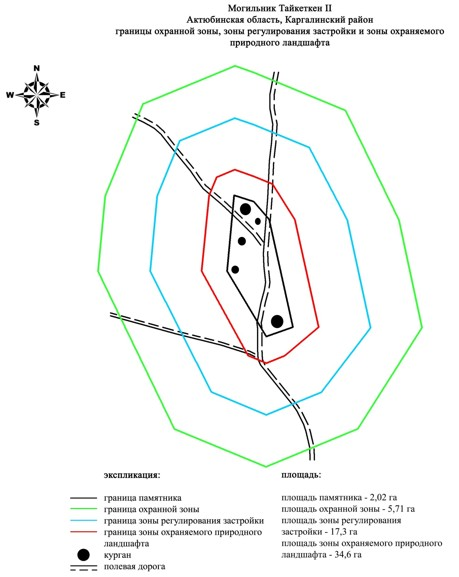 Могильник Тайкеткен II
Актюбинская область, Каргалинский район
границы охранной зоны, зоны регулирования застройки и зоны охраняемого
природного ландшафта
N
W
E
S
экспликация:
граница памятника
граница охранной зоны
граница зоны регулирования застройки
граница зоны охраняемого природного
ландшафта
курган
полевая дорога
площадь:
площадь памятника - 2,02 га
площадь охранной зоны - 5,71 га
площадь зоны регулирования
застройки - 17,3 га
площадь зоны охраняемого природного
ландшафта - 34,6 га